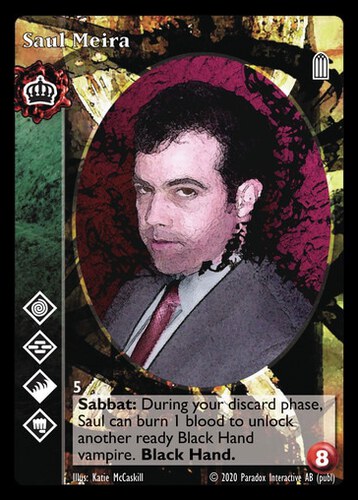 Saul Meira
5
Sabbat: During your discard phase,
Saul can burn 1 blood to unlock
another ready Black Hand
vampire. Black Hand.
8
Illus: Katie McCaskill
© 2020 Paradox Interactive AB (publ)